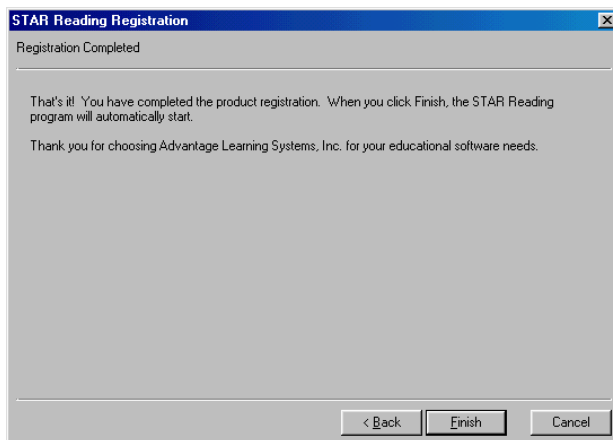 STAR Reading Registration
Registration Completed
That's it! You have completed the product registration. When you click Finish, the STAR Reading
program will automatically start.
Thank you for choosing Advantage Learning Systems, Inc. for your educational software needs.
< Back Finish Cancel